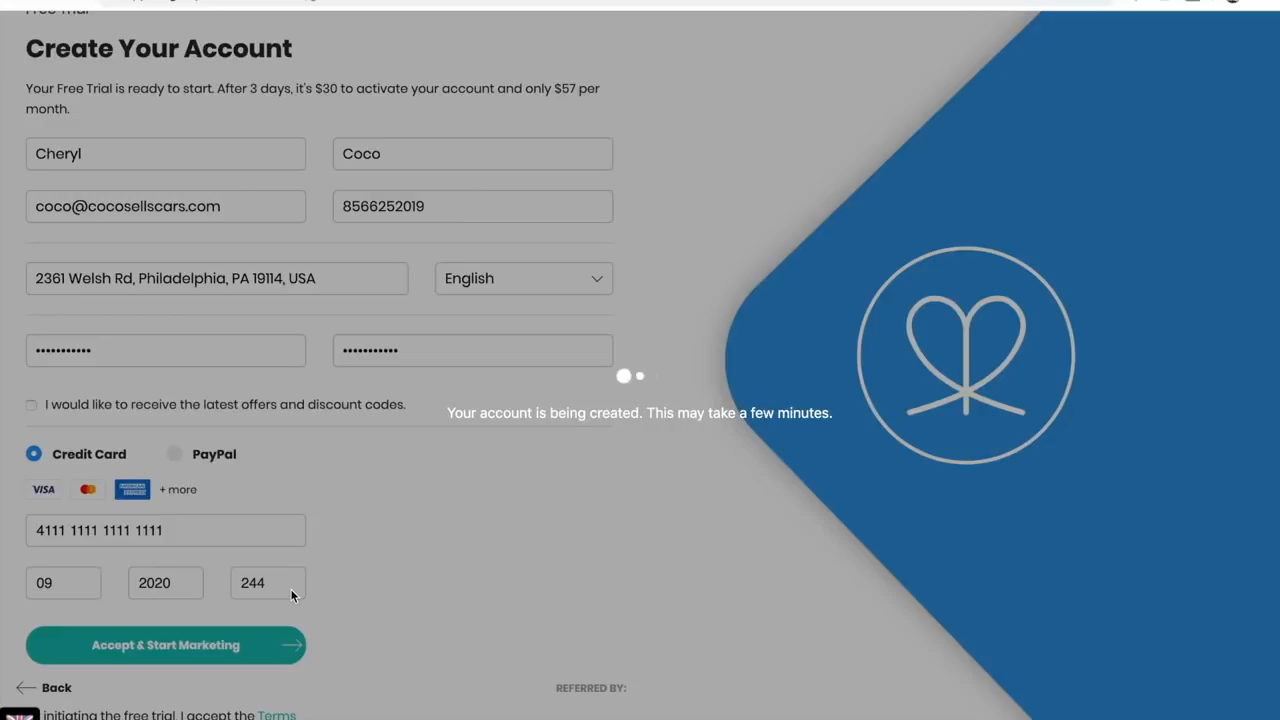 Free Trial
Create Your Account
Your Free Trial is ready to start. After 3 days, it's $30 to activate your account and only $57 per
month.
Cheryl
Coco
coco@cocosellscars.com
8566252019
2361 Welsh Rd, Philadelphia, PA 19114, USA
English
•••••••••••
•••••••••••
I would like to receive the latest offers and discount codes.
Your account is being created. This may take a few minutes.
Credit Card
PayPal
VISA
+ more
4111 1111 1111 1111
09
2020
244
Accept & Start Marketing
Back
REFERRED BY:
initiating the free trial, I accept the Terms